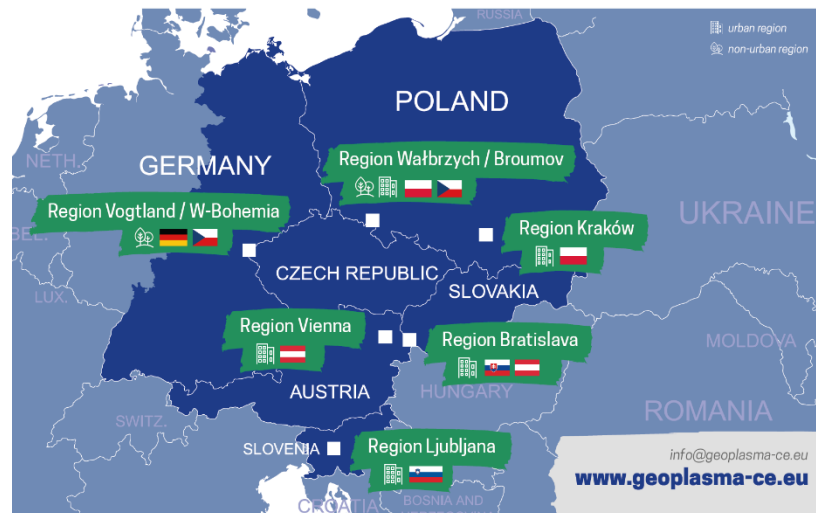 RUSSIA
urban region
non-urban region
POLAND
NETH.
GERMANY
Region Wałbrzych / Broumov
Region Vogtland / W-Bohemia
BEL.
UKRAINE
Region Kraków
CZECH REPUBLIC
LUX.
SLOVAKIA
Region Vienna
Region Bratislava
MOLDOVA
AUSTRIA
HUNGARY
SWITZ.
ROMANIA
SLOVENIA
Region Ljubljana
info@geoplasma-ce.eu
www.geoplasma-ce.eu
CROATIA
BOSNIA AND